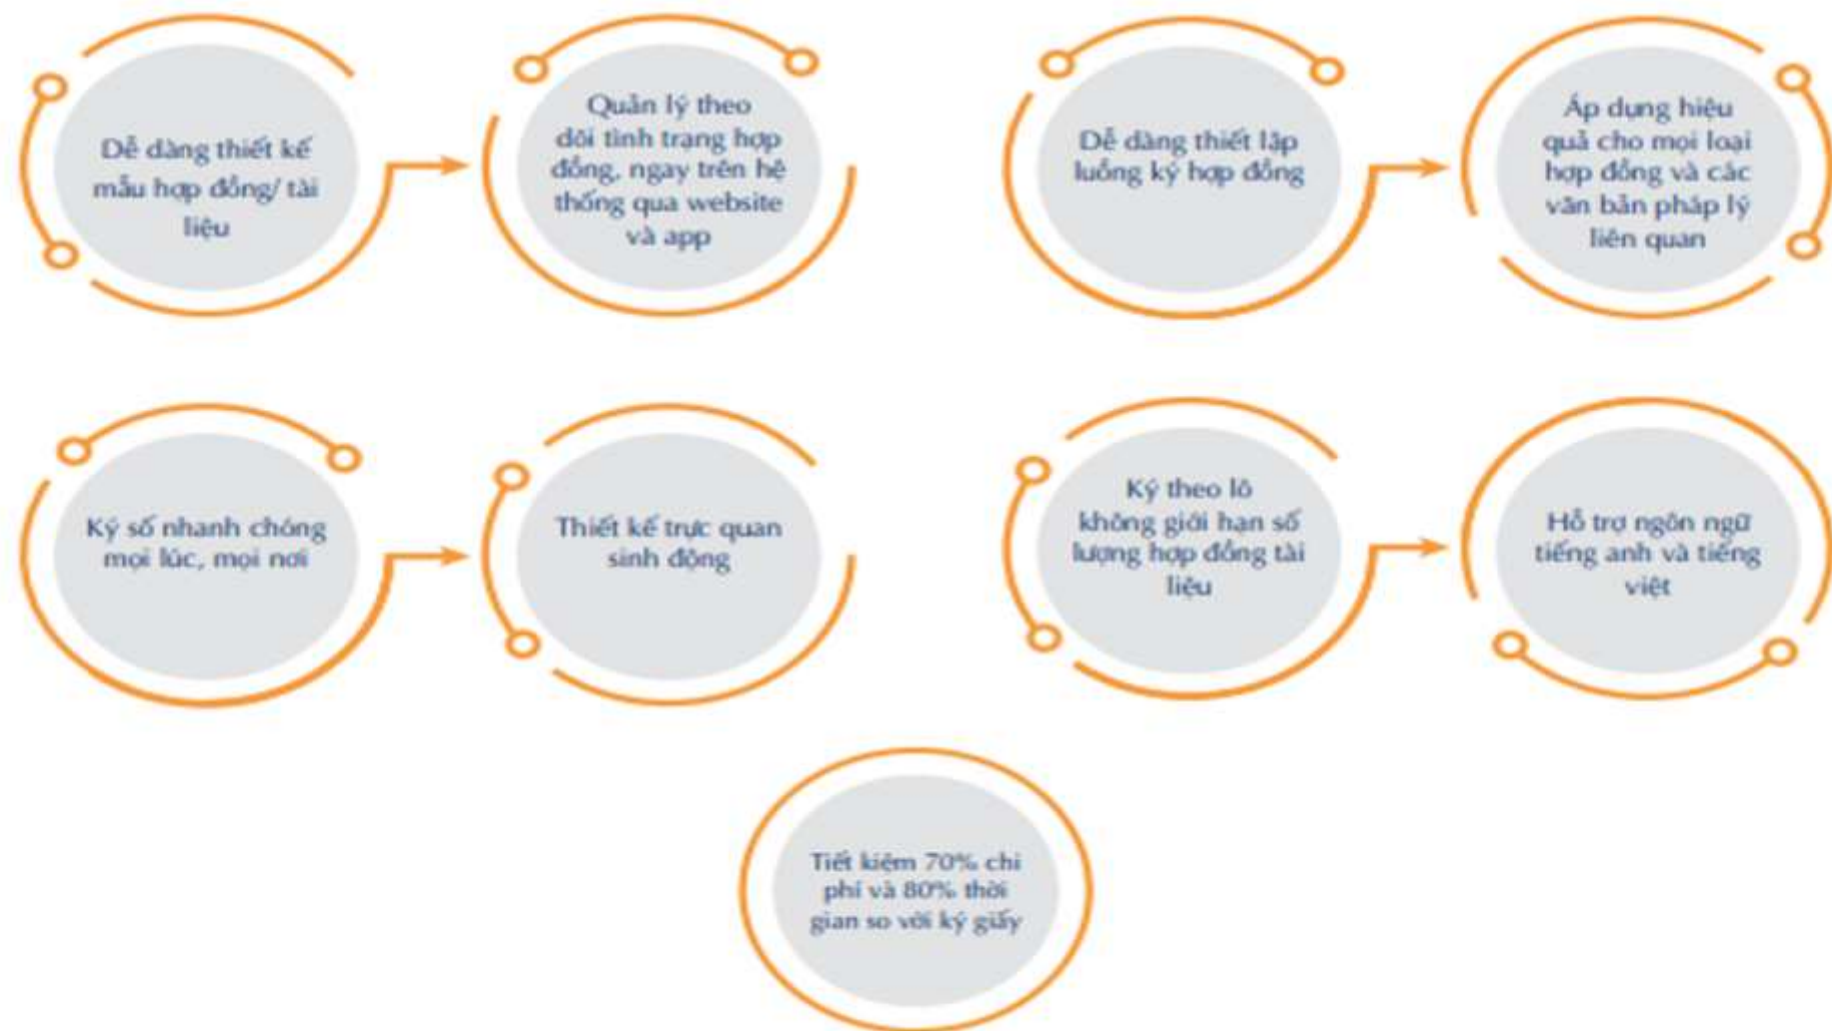 Dễ dàng thiết kế
mẫu hợp đồng/ tài
liệu
Quản lý theo
dõi tình trạng hợp
đồng, ngay trên hệ
thống qua website
và app
Dễ dàng thiết lập
luồng ký hợp đồng
Áp dụng hiệu
quả cho mọi loại
hợp đồng và các
văn bản pháp lý
liên quan
Ký số nhanh chóng
mọi lúc, mọi nơi
Thiết kế trực quan
sinh động
Ký theo lô
không giới hạn số
lượng hợp đồng tài
liệu
Hỗ trợ ngôn ngữ
tiếng anh và tiếng
việt
Tiết kiệm 70% chi
phí và 80% thời
gian so với ký giấy